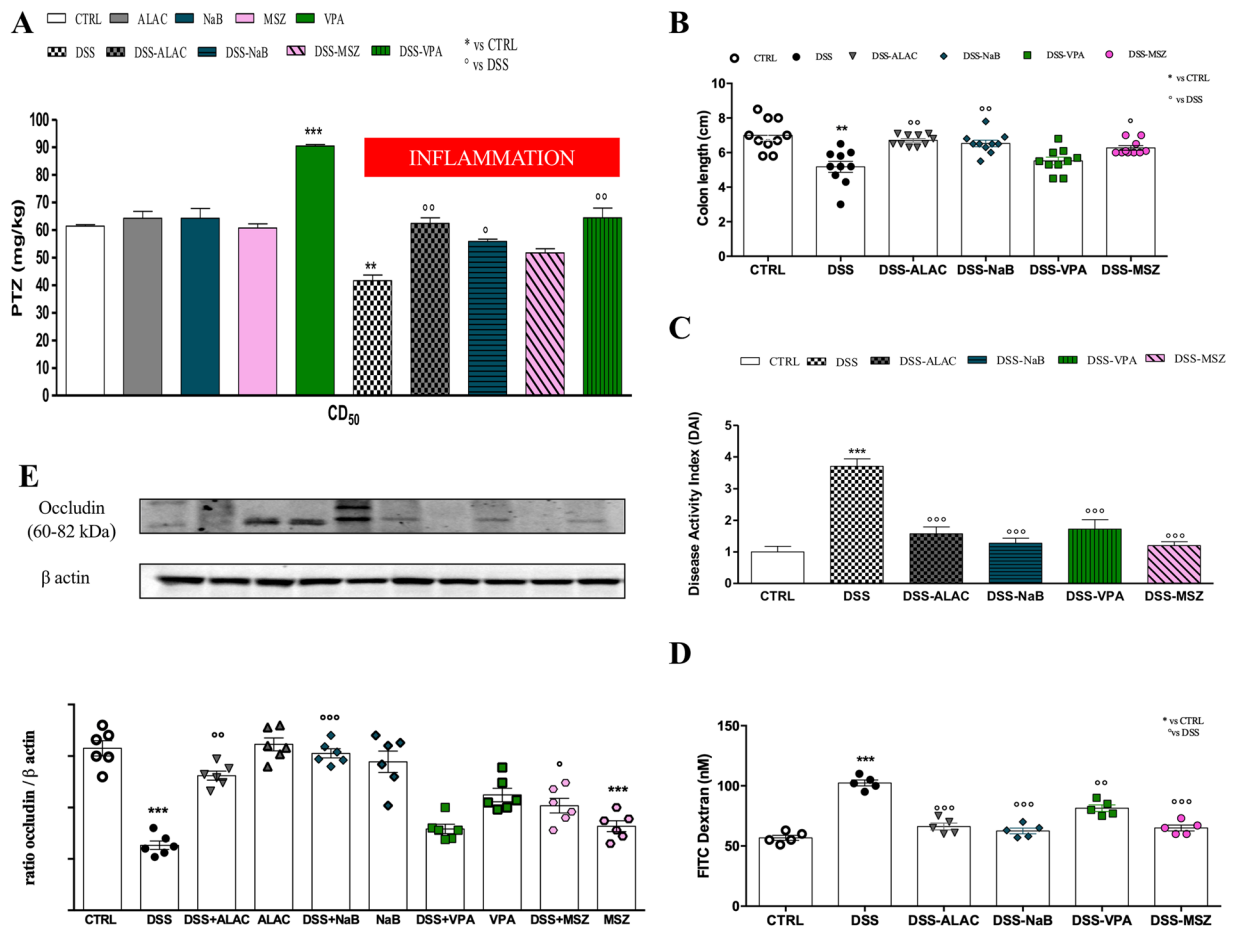 A
CTRL ALAC NaB MSZ VPA
DSS DSS-ALAC DSS-NaB DSS-MSZ DSS-VPA
* vs CTRL
° vs DSS
INFLAMMATION
PTZ (mg/kg)
100
90
80
70
60
50
40
30
20
10
0
***
**
°°
°
°°
CD50
B
CTRL DSS DSS-ALAC DSS-NaB DSS-VPA DSS-MSZ
* vs CTRL
° vs DSS
Colon length (cm)
10
8
6
4
2
0
**
°°
°°
°
CTRL DSS DSS-ALAC DSS-NaB DSS-VPA DSS-MSZ
C
CTRL DSS DSS-ALAC DSS-NaB DSS-VPA DSS-MSZ
Disease Activity Index (DAI)
5
4
3
2
1
0
***
°°°
°°°
°°°
°°°
CTRL DSS DSS-ALAC DSS-NaB DSS-VPA DSS-MSZ
E
Occludin
(60-82 kDa)
β actin
ratio occludin / β actin
***
°°
°°°
°
***
CTRL DSS DSS+ALAC ALAC DSS+NaB NaB DSS+VPA VPA DSS+MSZ MSZ
D
* vs CTRL
°vs DSS
FITC Dextran (nM)
150
100
50
0
***
°°°
°°°
°°
°°°
CTRL DSS DSS-ALAC DSS-NaB DSS-VPA DSS-MSZ